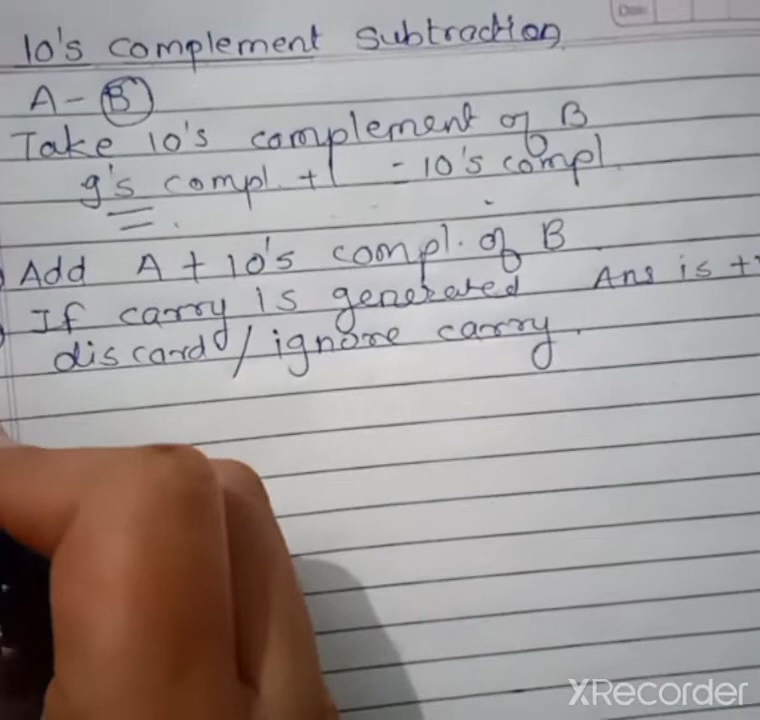 10's complement Subtraction
A - B
Take 10's complement of B
9's compl. + 1 = 10's compl.
Add A + 10's compl. of B
If carry is generated Ans is +
discard / ignore carry.
XRecorder